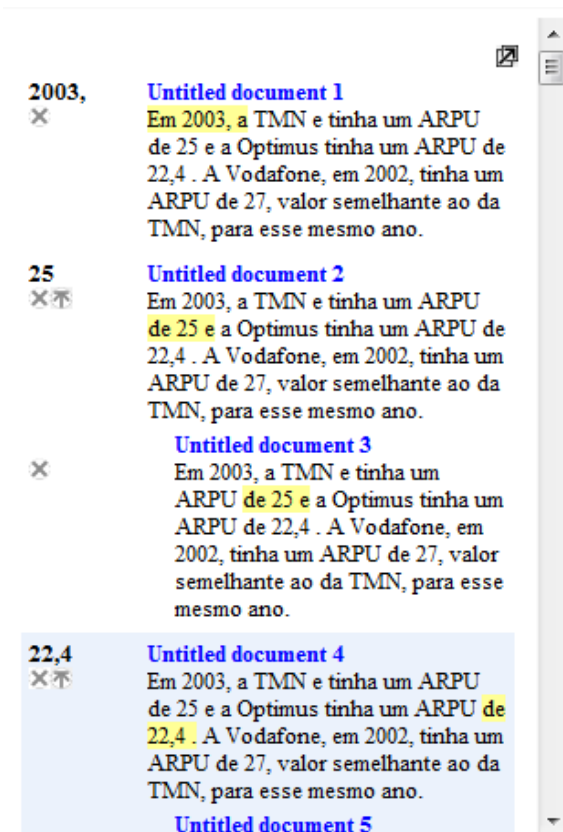 2003,
Untitled document 1
Em 2003, a TMN e tinha um ARPU
de 25 e a Optimus tinha um ARPU de
22,4 . A Vodafone, em 2002, tinha um
ARPU de 27, valor semelhante ao da
TMN, para esse mesmo ano.
25
Untitled document 2
Em 2003, a TMN e tinha um ARPU
de 25 e a Optimus tinha um ARPU de
22,4 . A Vodafone, em 2002, tinha um
ARPU de 27, valor semelhante ao da
TMN, para esse mesmo ano.
Untitled document 3
Em 2003, a TMN e tinha um
ARPU de 25 e a Optimus tinha um
ARPU de 22,4 . A Vodafone, em
2002, tinha um ARPU de 27, valor
semelhante ao da TMN, para esse
mesmo ano.
22,4
Untitled document 4
Em 2003, a TMN e tinha um ARPU
de 25 e a Optimus tinha um ARPU de
22,4 . A Vodafone, em 2002, tinha um
ARPU de 27, valor semelhante ao da
TMN, para esse mesmo ano.
Untitled document 5